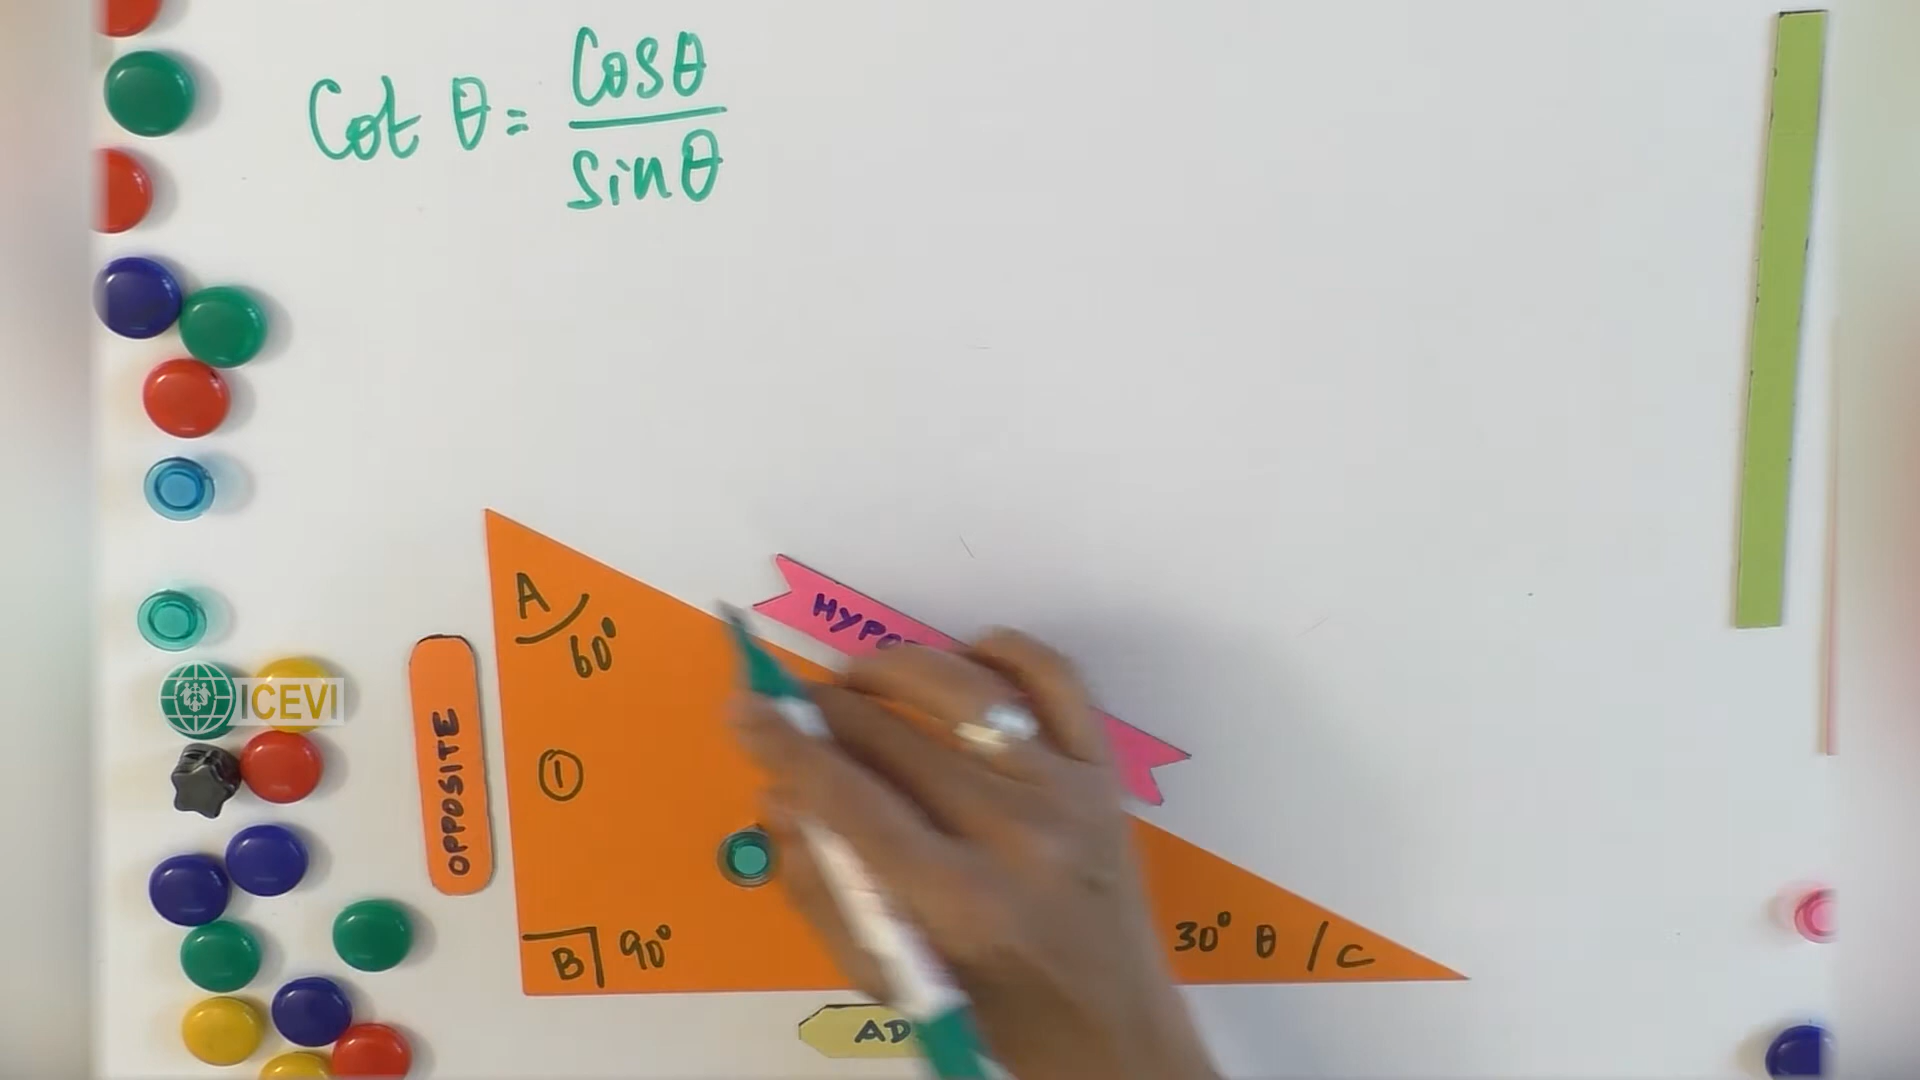 Cot θ = Cosθ / sinθ
A
60°
①
OPPOSITE
B 90°
30° θ / C
ICEVI